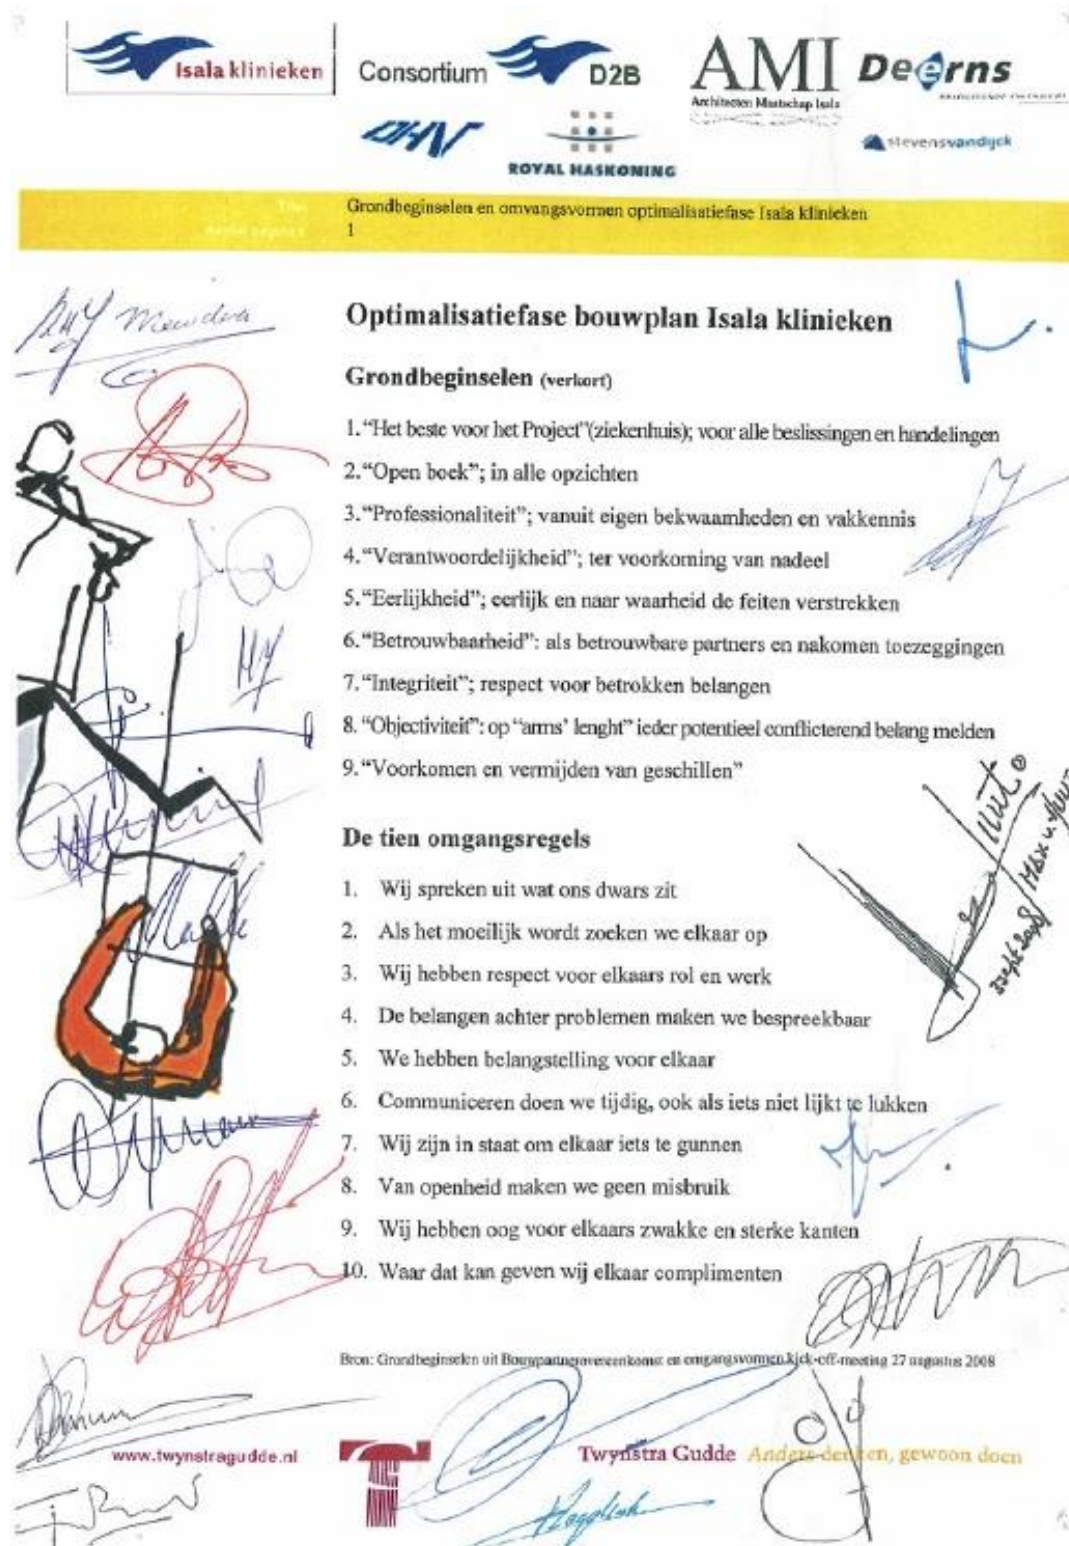 Isala klinieken
Consortium D2B
AMI
Architecten Maatschap Isala
Deerns
DHV
ROYAL HASKONING
stevensvandijck
Grondbeginselen en omvangsvormen optimalisatiefase Isala klinieken
1
Optimalisatiefase bouwplan Isala klinieken
Grondbeginselen (verkort)
1. “Het beste voor het Project”(ziekenhuis); voor alle beslissingen en handelingen
2. “Open boek”; in alle opzichten
3. “Professionaliteit”; vanuit eigen bekwaamheden en vakkennis
4. “Verantwoordelijkheid”; ter voorkoming van nadeel
5. “Eerlijkheid”; eerlijk en naar waarheid de feiten verstrekken
6. “Betrouwbaarheid”: als betrouwbare partners en nakomen toezeggingen
7. “Integriteit”; respect voor betrokken belangen
8. “Objectiviteit”: op “arms’ lenght” ieder potentieel conflicterend belang melden
9. “Voorkomen en vermijden van geschillen”
De tien omgangsregels
1. Wij spreken uit wat ons dwars zit
2. Als het moeilijk wordt zoeken we elkaar op
3. Wij hebben respect voor elkaars rol en werk
4. De belangen achter problemen maken we bespreekbaar
5. We hebben belangstelling voor elkaar
6. Communiceren doen we tijdig, ook als iets niet lijkt te lukken
7. Wij zijn in staat om elkaar iets te gunnen
8. Van openheid maken we geen misbruik
9. Wij hebben oog voor elkaars zwakke en sterke kanten
10. Waar dat kan geven wij elkaar complimenten
Bron: Grondbeginselen uit Bouwpartnerovereenkomst en omgangsvormen kick-off-meeting 27 augustus 2008
www.twynstragudde.nl
Twynstra Gudde Anders denken, gewoon doen